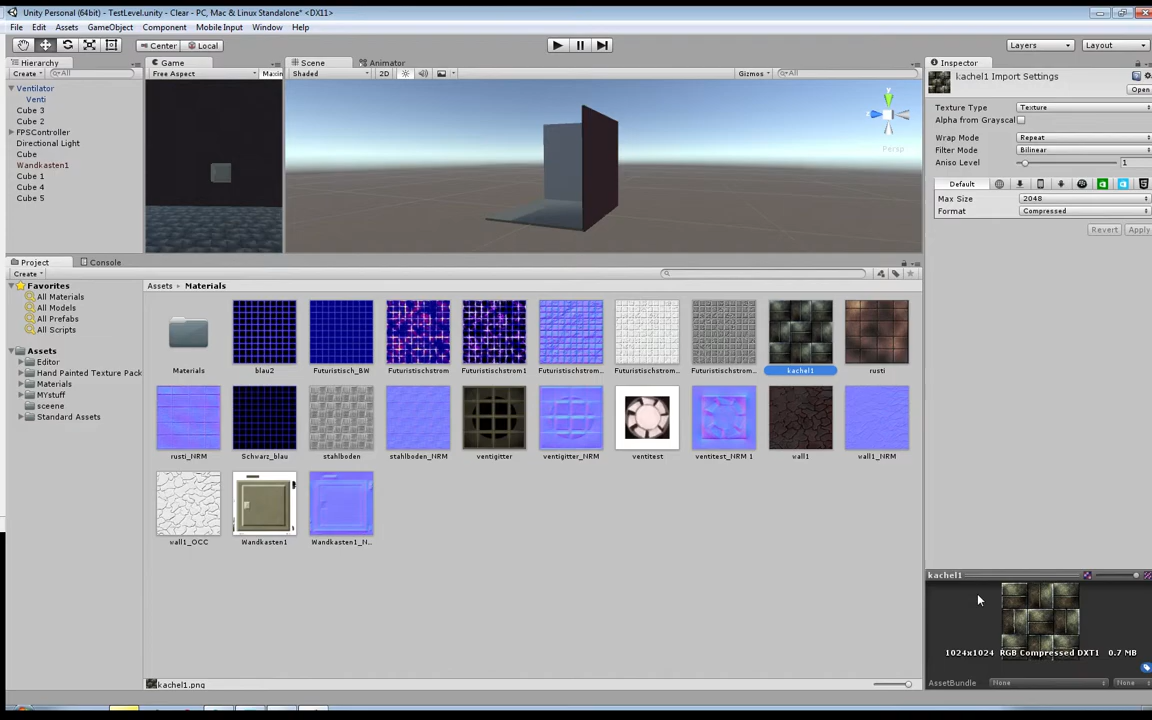 Unity Personal (64bit) - TestLevel.unity - Clear - PC, Mac & Linux Standalone* <DX11>
File Edit Assets GameObject Component Mobile Input Window Help
Center Local Layers Layout
Hierarchy
Create All
Ventilator
Venti
Cube 3
Cube 2
FPSController
Directional Light
Cube
Wandkasten1
Cube 1
Cube 4
Cube 5
Game
Free Aspect Maxin
Scene Animator
Shaded 2D Gizmos All
Persp
Inspector
kachel1 Import Settings
Open
Texture Type Texture
Alpha from Grayscal
Wrap Mode Repeat
Filter Mode Bilinear
Aniso Level 1
Default
Max Size 2048
Format Compressed
Revert Apply
Project Console
Create
Favorites
All Materials
All Models
All Prefabs
All Scripts
Assets
Editor
Hand Painted Texture Pack
Materials
MYstuff
sceene
Standard Assets
Assets Materials
Materials blau2 Futuristisch_BW Futuristischstrom Futuristischstrom1 Futuristischstrom... Futuristischstrom... Futuristischstrom... kachel1 rusti
rusti_NRM Schwarz_blau stahlboden stahlboden_NRM ventigitter ventigitter_NRM ventitest ventitest_NRM 1 wall1 wall1_NRM
wall1_OCC Wandkasten1 Wandkasten1_N...
kachel1.png
kachel1
1024x1024 RGB Compressed DXT1 0.7 MB
AssetBundle None None